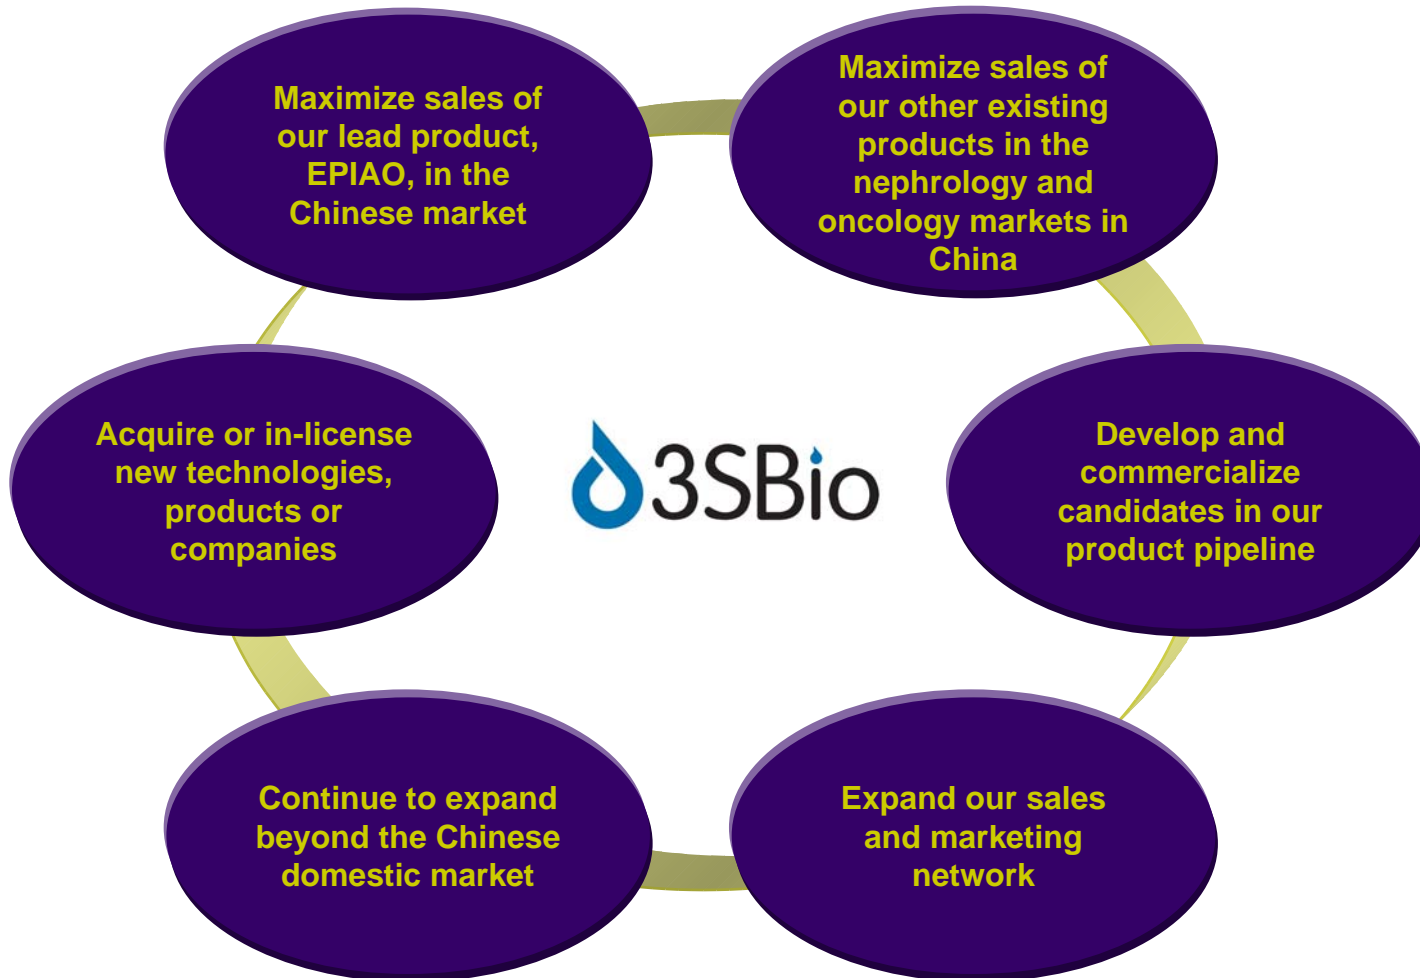 Maximize sales of
our lead product,
EPIAO, in the
Chinese market
Maximize sales of
our other existing
products in the
nephrology and
oncology markets in
China
Acquire or in-license
new technologies,
products or
companies
3SBio
Develop and
commercialize
candidates in our
product pipeline
Continue to expand
beyond the Chinese
domestic market
Expand our sales
and marketing
network